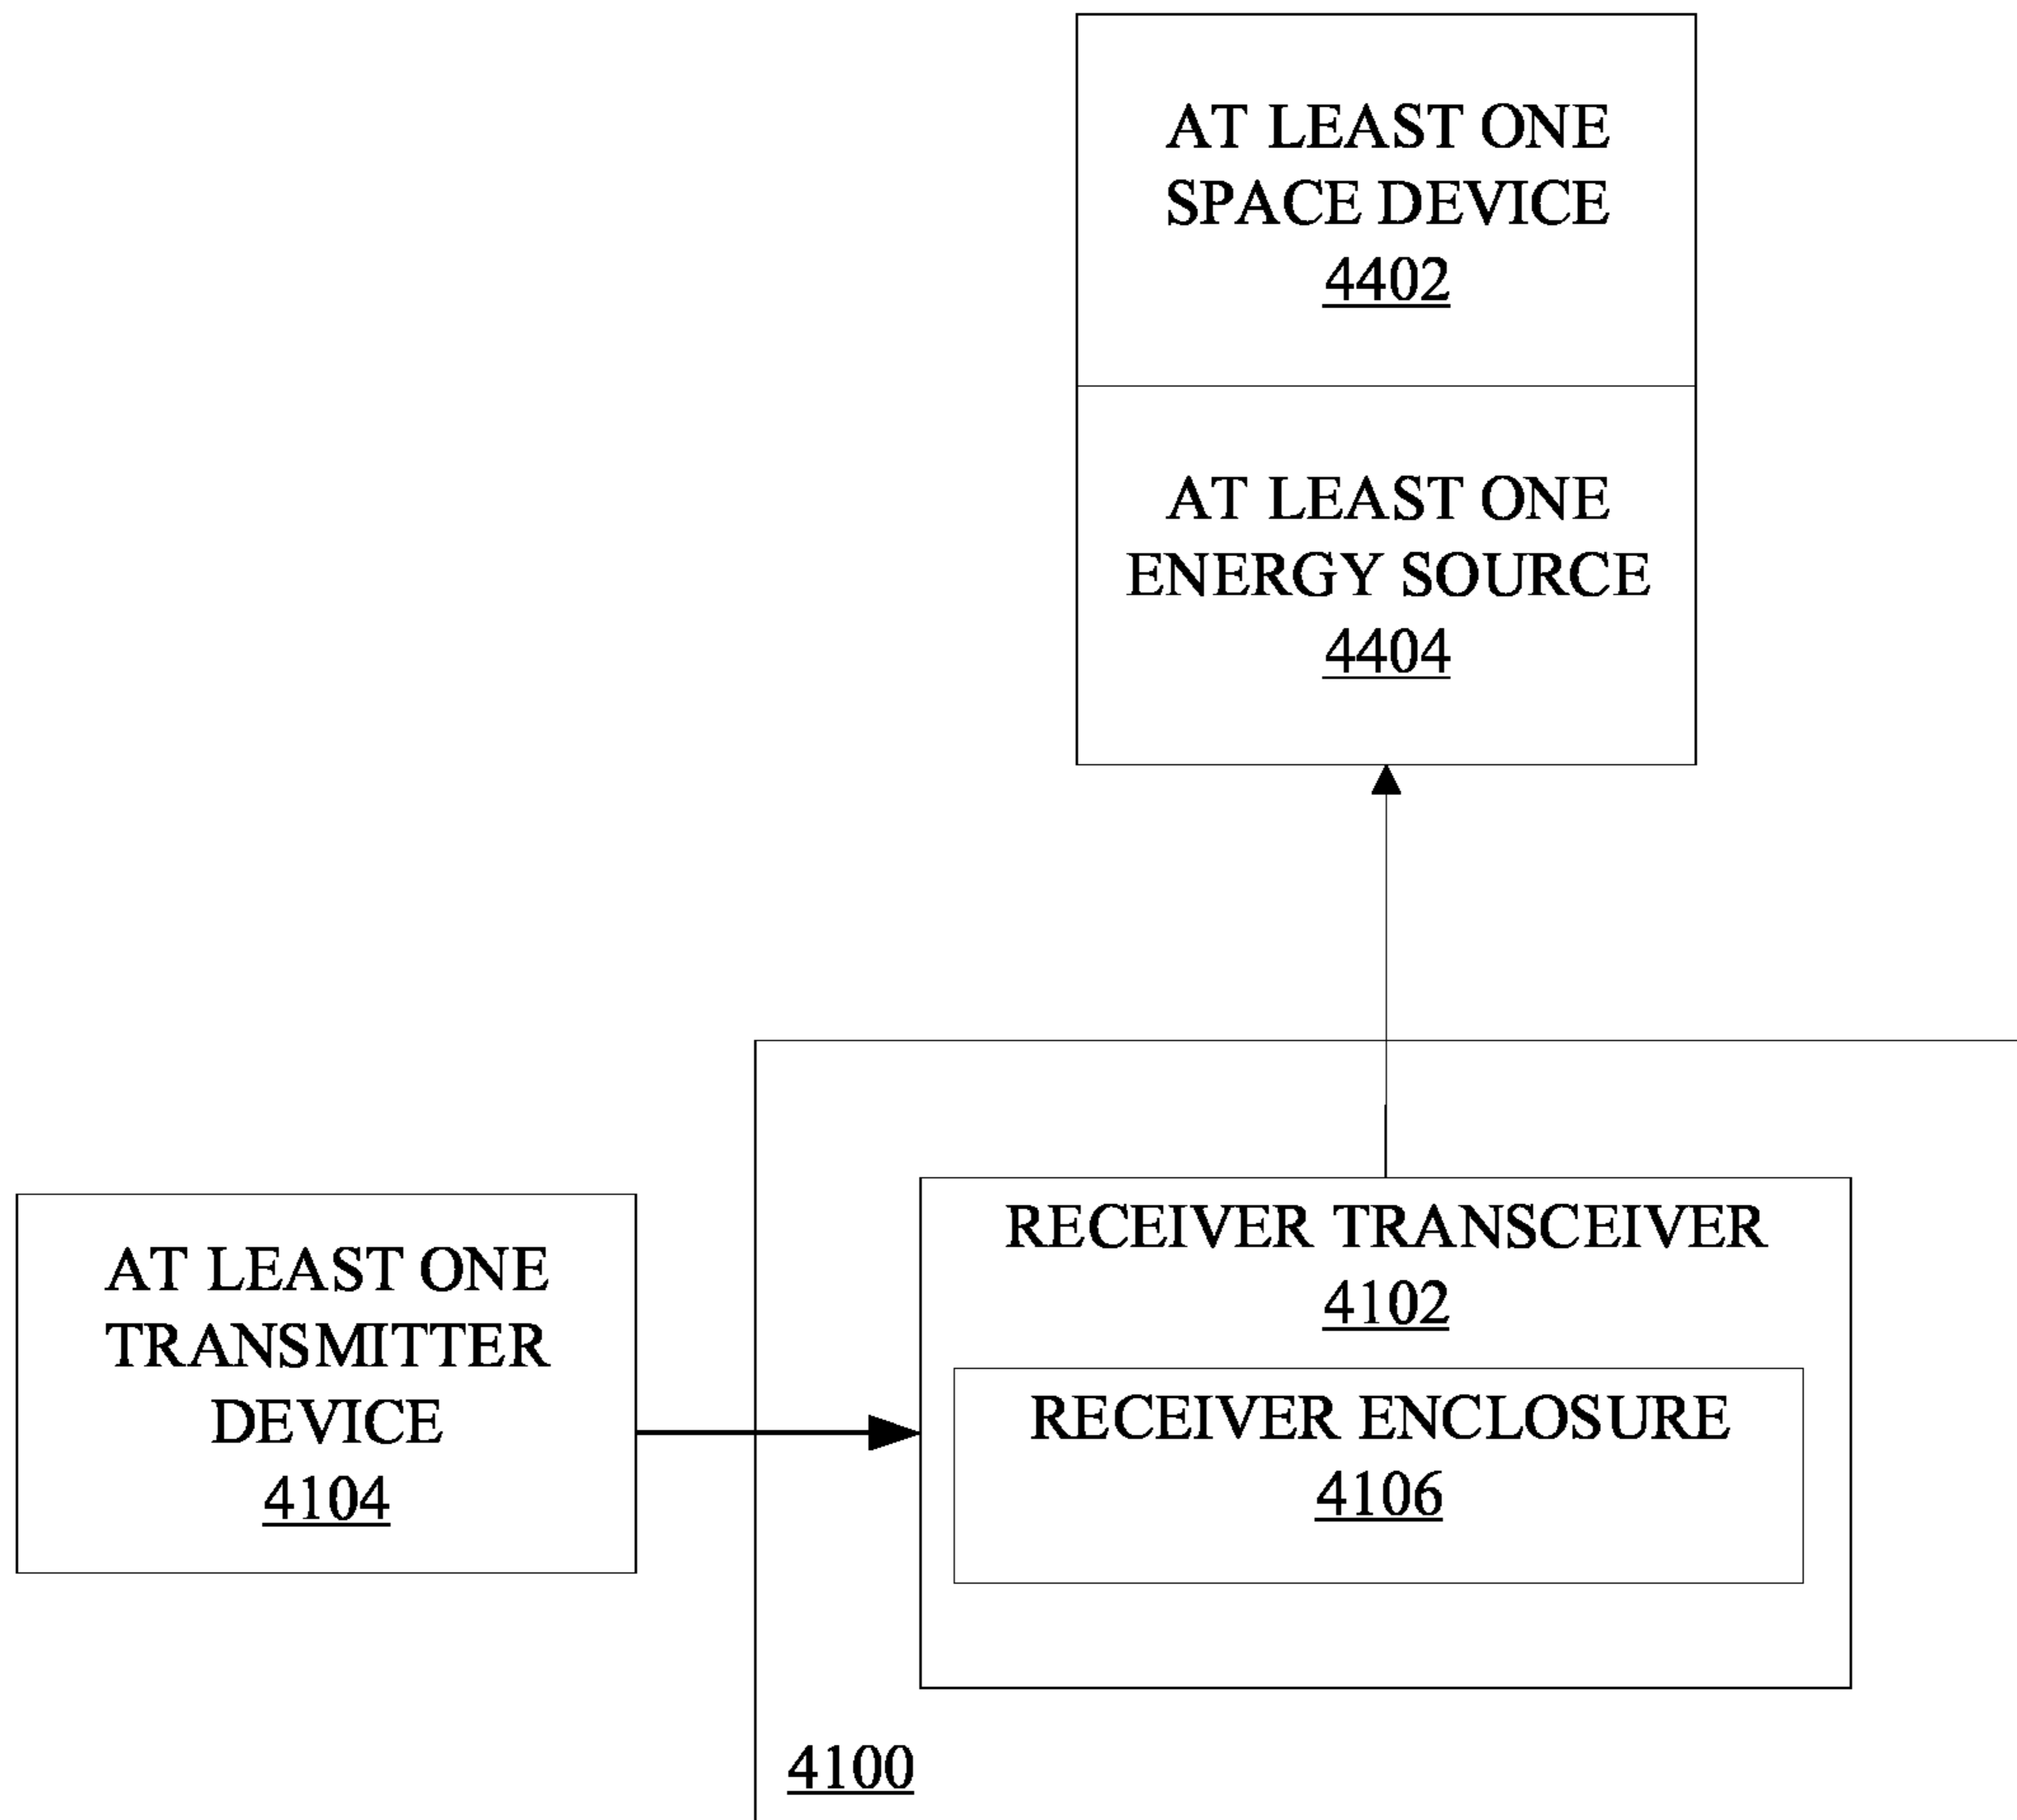 AT LEAST ONE
SPACE DEVICE
4402
AT LEAST ONE
ENERGY SOURCE
4404
AT LEAST ONE
TRANSMITTER
DEVICE
4104
RECEIVER TRANSCEIVER
4102
RECEIVER ENCLOSURE
4106
4100